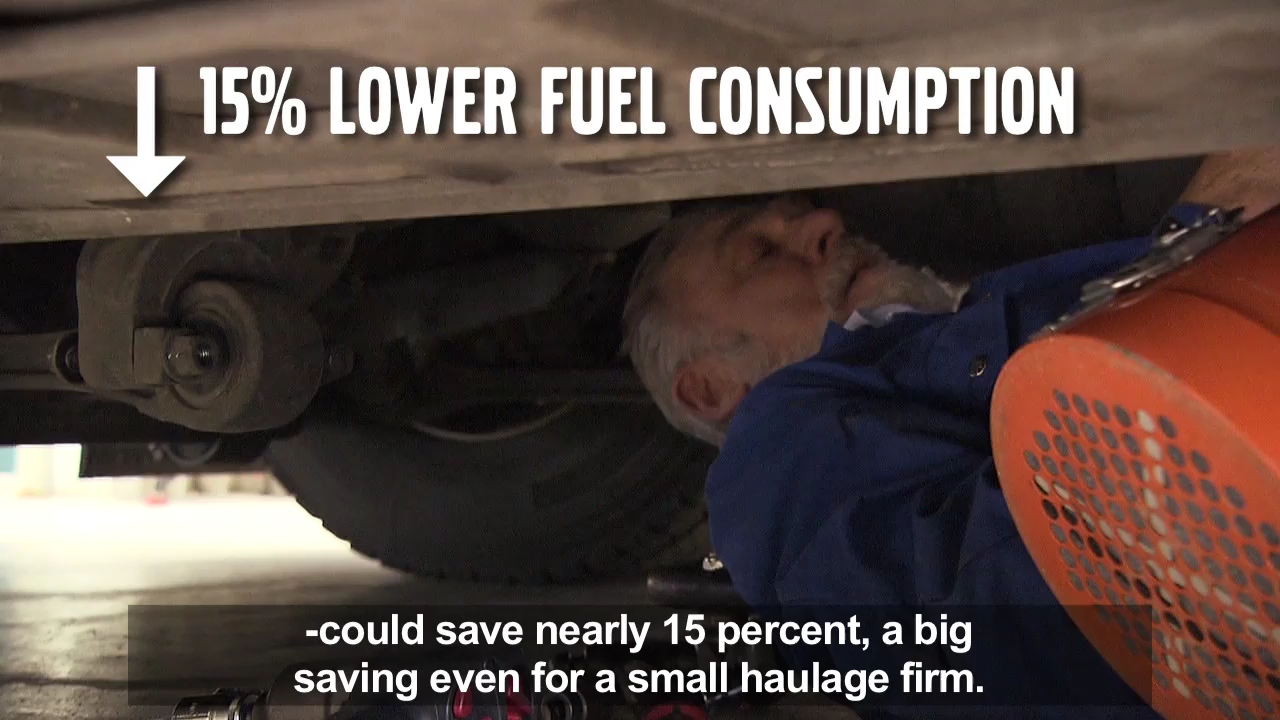 15% LOWER FUEL CONSUMPTION
-could save nearly 15 percent, a big
saving even for a small haulage firm.